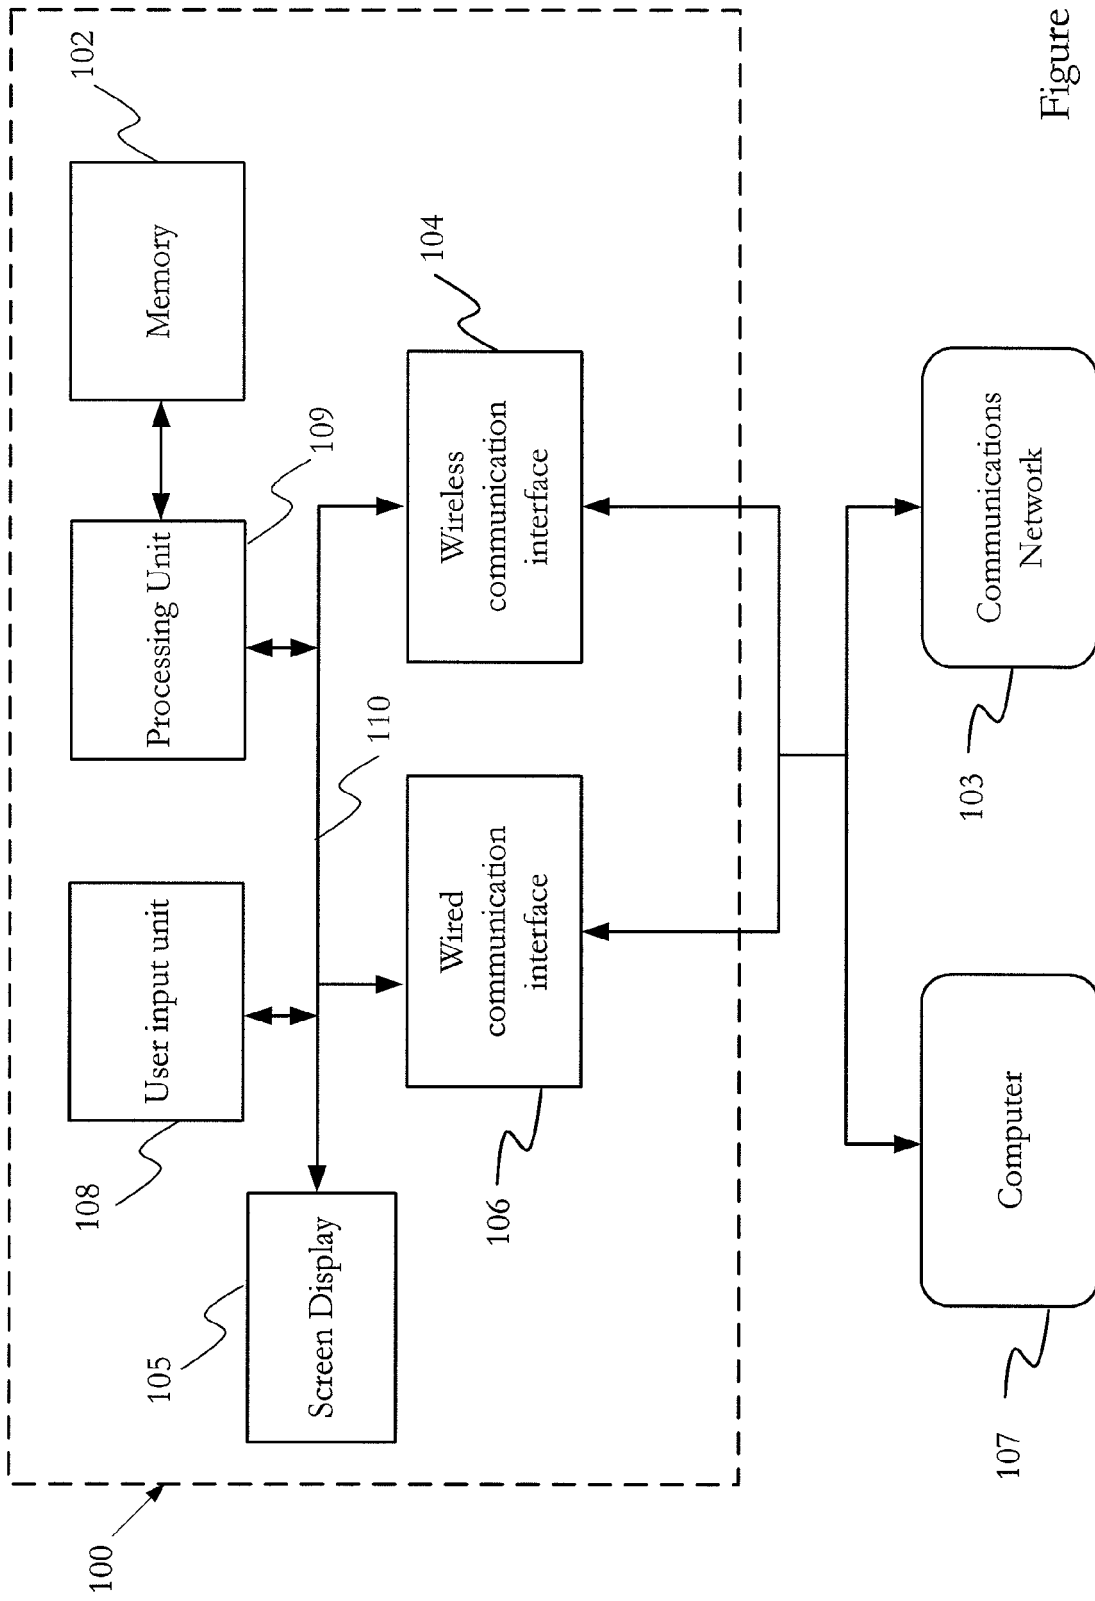 100
105
Screen Display
108
User input unit
Processing Unit
109
Memory
102
110
106
Wired
communication
interface
Wireless
communication
interface
104
107
Computer
103
Communications
Network
Figure